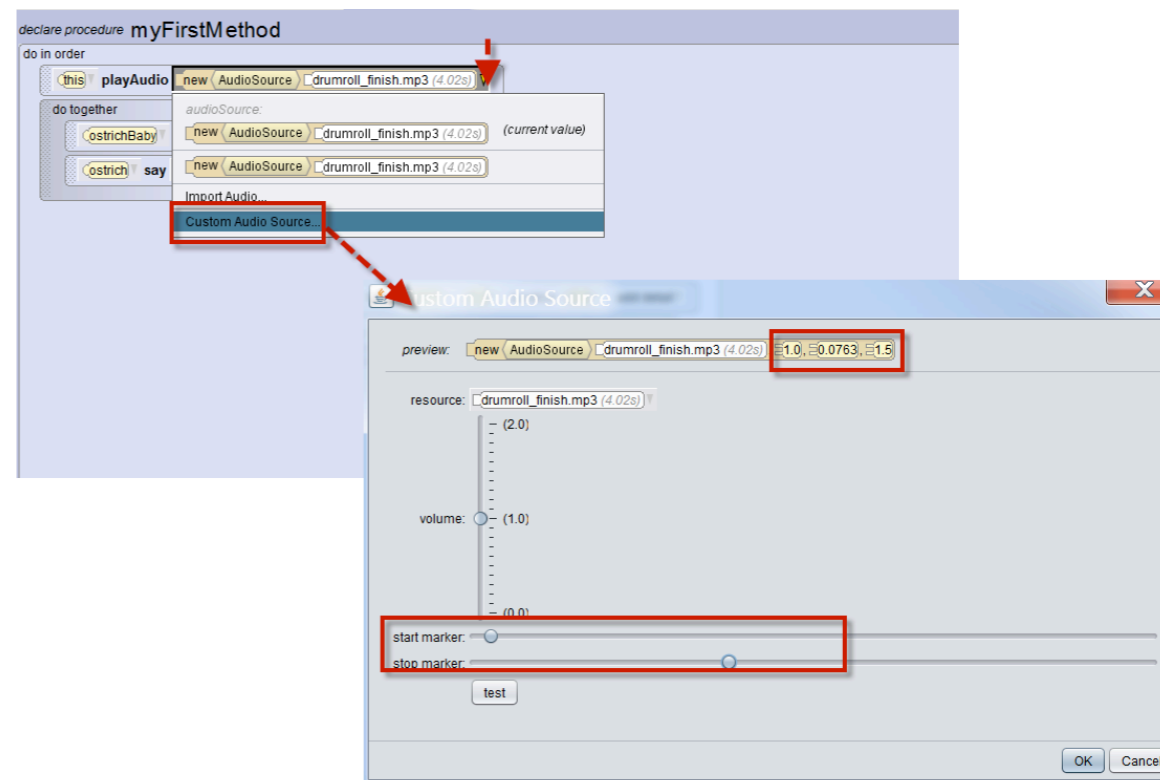 declare procedure myFirstMethod
do in order
this playAudio new AudioSource drumroll_finish.mp3 (4.02s)
do together
audioSource:
ostrichBaby new AudioSource drumroll_finish.mp3 (4.02s) (current value)
ostrich say new AudioSource drumroll_finish.mp3 (4.02s)
Import Audio...
Custom Audio Source...
Custom Audio Source
preview: new AudioSource drumroll_finish.mp3 (4.02s) 1.0, 0.0763, 1.5
resource: drumroll_finish.mp3 (4.02s)
(2.0)
volume: (1.0)
(0.0)
start marker:
stop marker:
test
OK Cancel